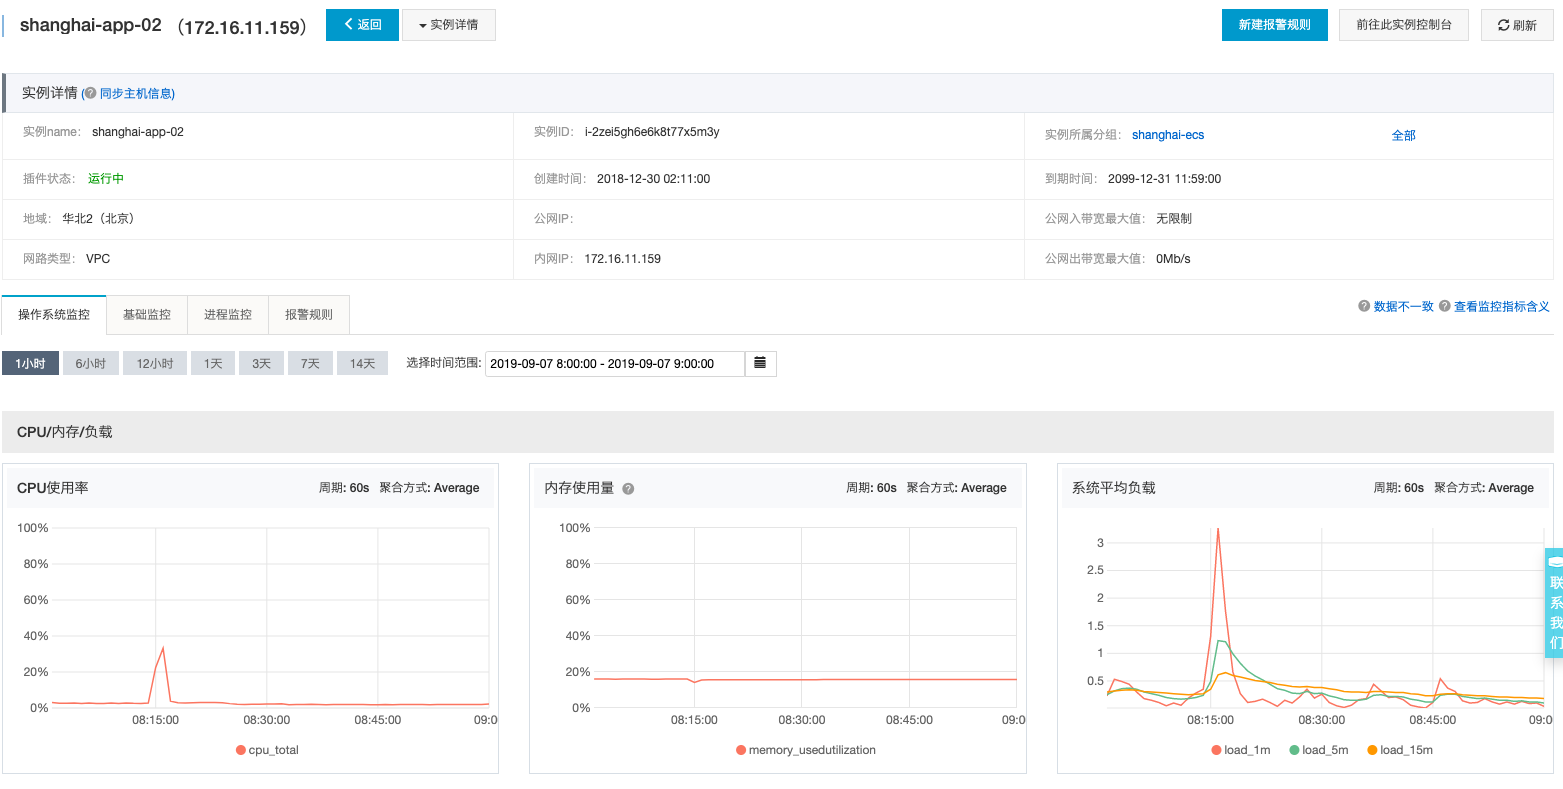 shanghai-app-02 （172.16.11.159） 返回 实例详情 新建报警规则 前往此实例控制台 刷新
实例详情 (同步主机信息)
实例name： shanghai-app-02 实例ID： i-2zei5gh6e6k8t77x5m3y 实例所属分组： shanghai-ecs 全部
插件状态： 运行中 创建时间： 2018-12-30 02:11:00 到期时间： 2099-12-31 11:59:00
地域： 华北2（北京） 公网IP： 公网入带宽最大值： 无限制
网路类型： VPC 内网IP： 172.16.11.159 公网出带宽最大值： 0Mb/s
操作系统监控 基础监控 进程监控 报警规则 数据不一致 查看监控指标含义
1小时 6小时 12小时 1天 3天 7天 14天 选择时间范围: 2019-09-07 8:00:00 - 2019-09-07 9:00:00
CPU/内存/负载
CPU使用率 周期: 60s 聚合方式: Average
100%
80%
60%
40%
20%
0%
08:15:00 08:30:00 08:45:00 09:0
cpu_total
内存使用量 周期: 60s 聚合方式: Average
100%
80%
60%
40%
20%
0%
08:15:00 08:30:00 08:45:00 09:0
memory_usedutilization
系统平均负载 周期: 60s 聚合方式: Average
3
2.5
2
1.5
1
0.5
08:15:00 08:30:00 08:45:00 09:0
load_1m load_5m load_15m
联系我们